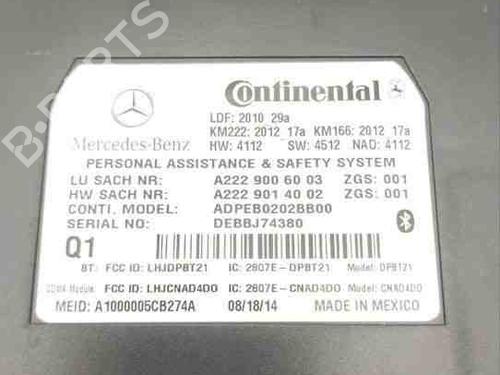 B-PARTS
Continental
LDF: 2010 29a
KM222: 2012 17a KM166: 2012 17a
Mercedes-Benz HW: 4112 SW: 4512 NAD: 4112
PERSONAL ASSISTANCE & SAFETY SYSTEM
LU SACH NR: A222 900 60 03 ZGS: 001
HW SACH NR: A222 901 40 02 ZGS: 001
CONTI. MODEL: ADPEB0202BB00
SERIAL NO: DEBBJ74380
Q1
BT: FCC ID: LHJDPBT21 IC: 2807E-DPBT21 Model: DPBT21
CDMA Module: FCC ID: LHJCNAD4DO IC: 2807E-CNAD4DO Model: CNAD4DO
MEID: A1000005CB274A 08/18/14 MADE IN MEXICO